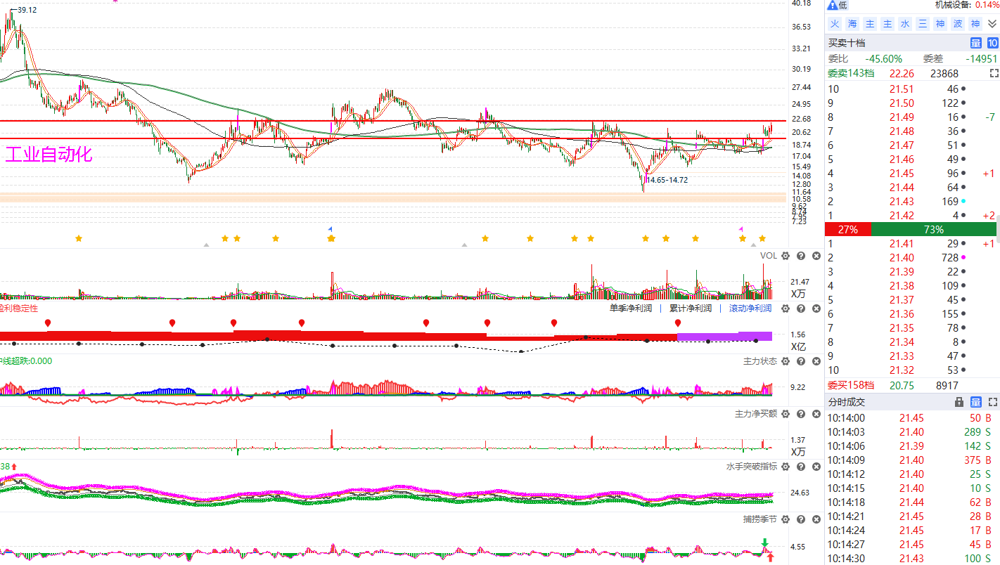 ←39.12
工业自动化
14.65-14.72
40.18
36.53
33.21
30.19
27.44
24.95
22.68
20.62
18.74
17.04
15.49
14.08
12.80
11.64
10.58
9.62
8.74
7.95
7.23
VOL
21.47
X万
盈利稳定性
单季净利润 | 累计净利润 | 滚动净利润
1.56
X亿
中线超跌:0.000
主力状态
9.22
主力净买额
1.37
X万
38
水手突破指标
24.63
捕捞季节
4.55
低
机械设备: 0.14%
火 海 主 主 水 三 神 波 神
买卖十档 量 10
委比 -45.60% 委差 -14951
委卖143档 22.26 23868
10 21.51 46
9 21.50 122
8 21.49 16 -7
7 21.48 36
6 21.47 51
5 21.46 49
4 21.45 96 +1
3 21.44 64
2 21.43 169
1 21.42 4 +2
27% 73%
1 21.41 29 +1
2 21.40 728
3 21.39 22
4 21.38 109
5 21.37 45
6 21.36 155
7 21.35 78
8 21.34 8
9 21.33 47
10 21.32 53
委买158档 20.75 8917
分时成交 量
10:14:00 21.45 50 B
10:14:03 21.40 289 S
10:14:06 21.39 142 S
10:14:09 21.40 375 B
10:14:12 21.40 25 S
10:14:15 21.40 10 S
10:14:18 21.44 62 B
10:14:21 21.45 28 B
10:14:24 21.45 17 B
10:14:27 21.45 45 B
10:14:30 21.43 100 S